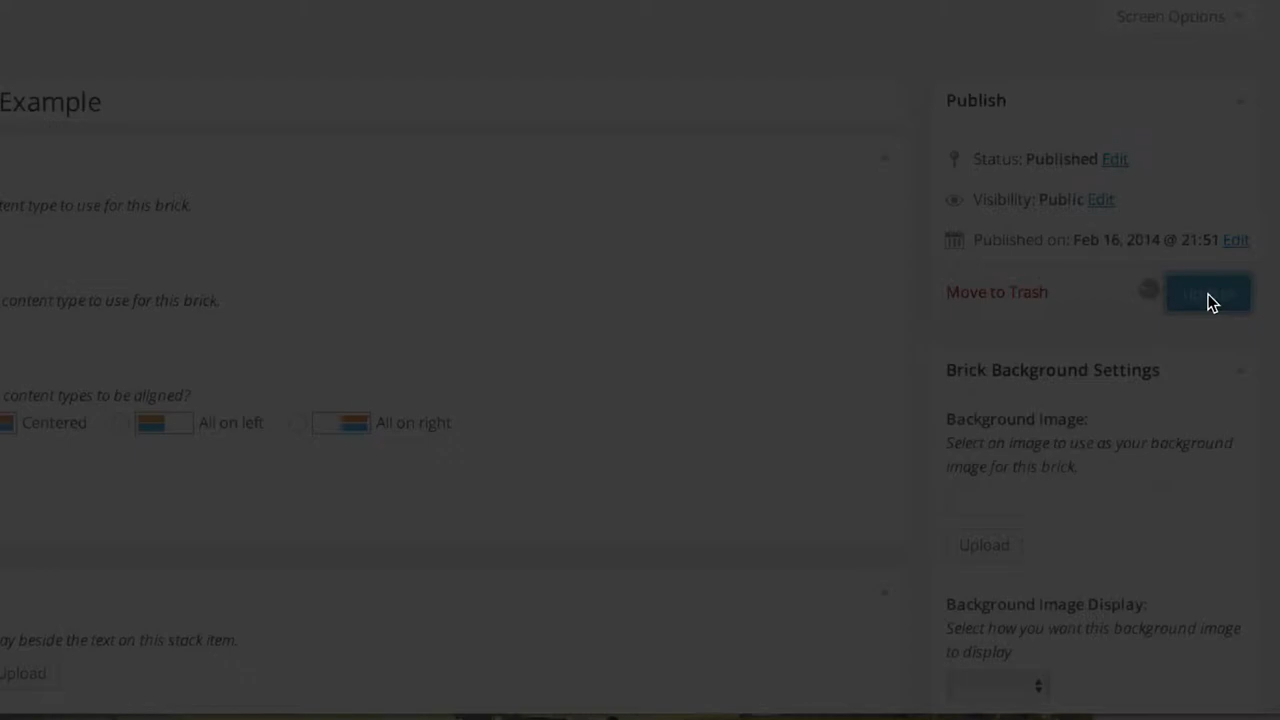 Screen Options
Example
Publish
Status: Published Edit
tent type to use for this brick.
Visibility: Public Edit
Published on: Feb 16, 2014 @ 21:51 Edit
content type to use for this brick.
Move to Trash
Brick Background Settings
content types to be aligned?
Centered All on left All on right
Background Image:
Select an image to use as your background
image for this brick.
Upload
Background Image Display:
Select how you want this background image
to display
ay beside the text on this stack item.
Upload